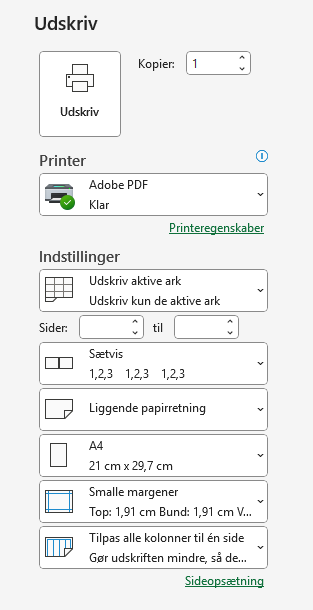 Udskriv
Kopier: 1
Udskriv
Printer
Adobe PDF
Klar
Printeregenskaber
Indstillinger
Udskriv aktive ark
Udskriv kun de aktive ark
Sider: til
Sætvis
1,2,3 1,2,3 1,2,3
Liggende papirretning
A4
21 cm x 29,7 cm
Smalle margener
Top: 1,91 cm Bund: 1,91 cm V...
Tilpas alle kolonner til én side
Gør udskriften mindre, så de...
Sideopsætning